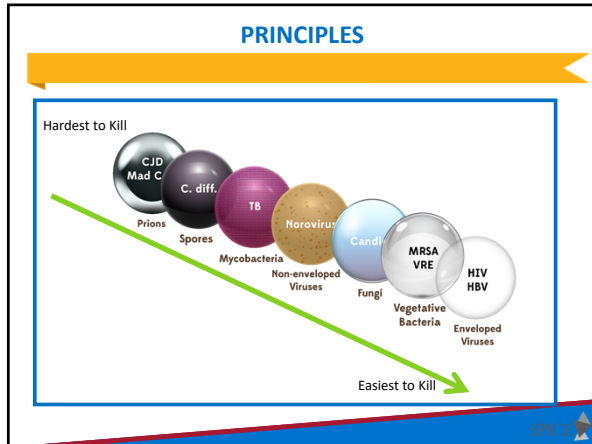 PRINCIPLES
Hardest to Kill
CJD
Mad C
Prions
C. diff.
Spores
TB
Mycobacteria
Norovirus
Non-enveloped
Viruses
Candi
Fungi
MRSA
VRE
Vegetative
Bacteria
HIV
HBV
Enveloped
Viruses
Easiest to Kill
SPICE